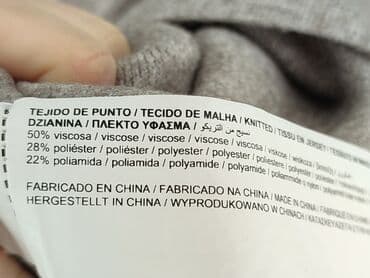 TEJIDO DE PUNTO / TECIDO DE MALHA / KNITTED / TISSU EN JERSEY /
DZIANINA / ΠΛΕΚΤΟ ΥΦΑΣΜΑ / نسيج من التريكو /
50% viscosa / viscose / viscose / viscose / viscosa / viskose / viscose /
28% poliéster / poliéster / polyester / polyester / poliestere /
22% poliamida / poliamida / polyamide / polyamide / poliammide o nylon /
FABRICADO EN CHINA / FABRICADO NA CHINA / MADE IN CHINA / FABRIQUÉ EN CHINE /
HERGESTELLT IN CHINA / WYPRODUKOWANO W CHINACH /